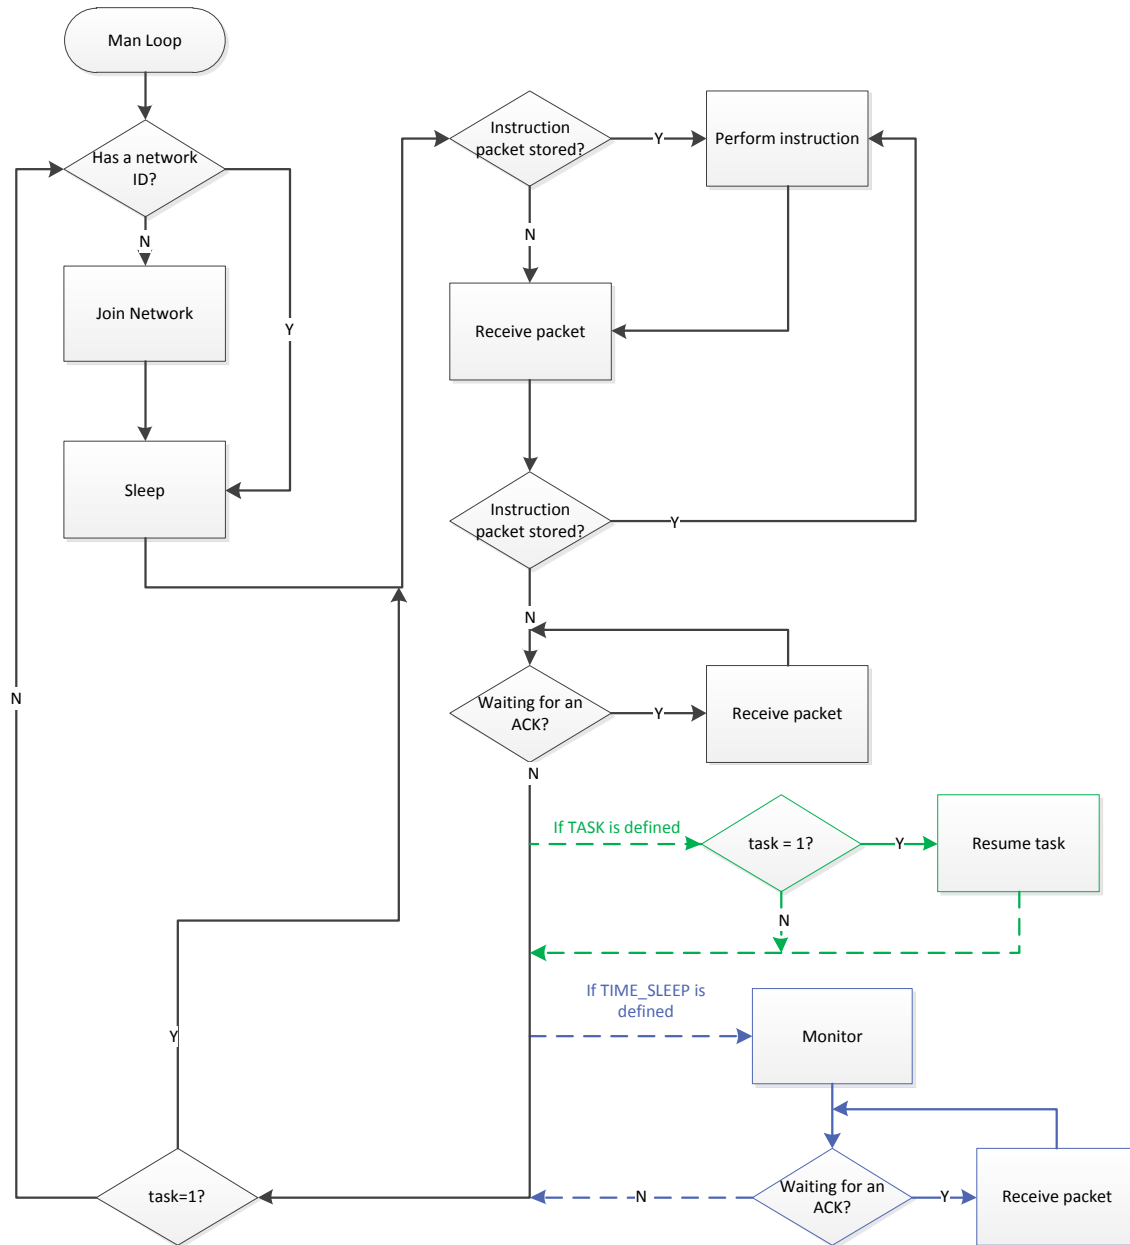 Man Loop
Has a network
ID?
N
Y
Join Network
Sleep
N
Instruction
packet stored?
Y
Perform instruction
N
Receive packet
Instruction
packet stored?
Y
N
Waiting for an
ACK?
Y
Receive packet
N
If TASK is defined
task = 1?
Y
Resume task
N
If TIME_SLEEP is
defined
Monitor
Waiting for an
ACK?
Y
Receive packet
N
task=1?
Y